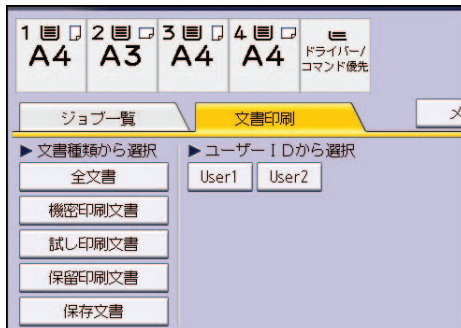 1 2 3 4
A4 A3 A4 A4 ドライバー/
コマンド優先
ジョブ一覧 文書印刷
▶文書種類から選択 ▶ユーザーIDから選択
全文書 User1 User2
機密印刷文書
試し印刷文書
保留印刷文書
保存文書